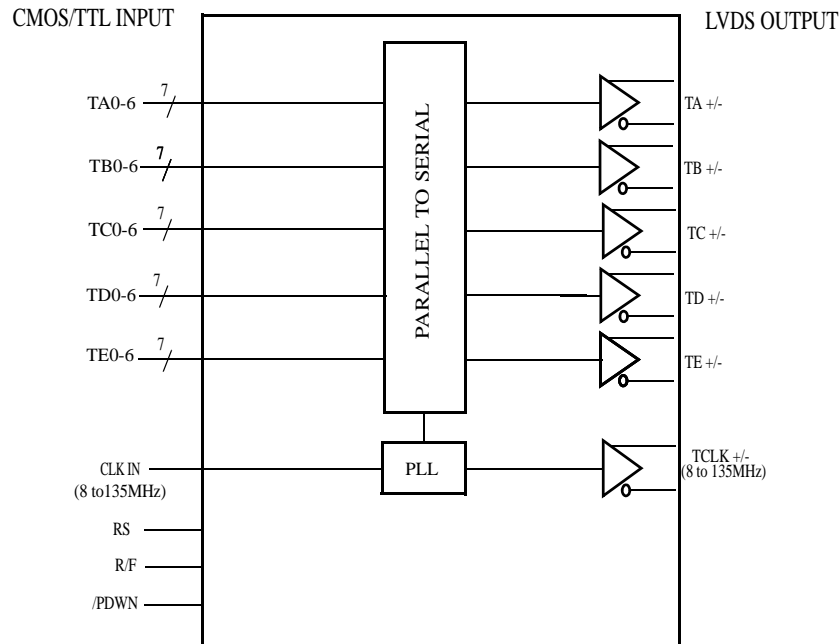 CMOS/TTL INPUT
LVDS OUTPUT
7
TA0-6
TA +/-
7
TB0-6
TB +/-
7
TC0-6
TC +/-
7
TD0-6
TD +/-
7
TE0-6
TE +/-
PARALLEL TO SERIAL
CLK IN
(8 to135MHz)
PLL
TCLK +/-
(8 to 135MHz)
RS
R/F
/PDWN